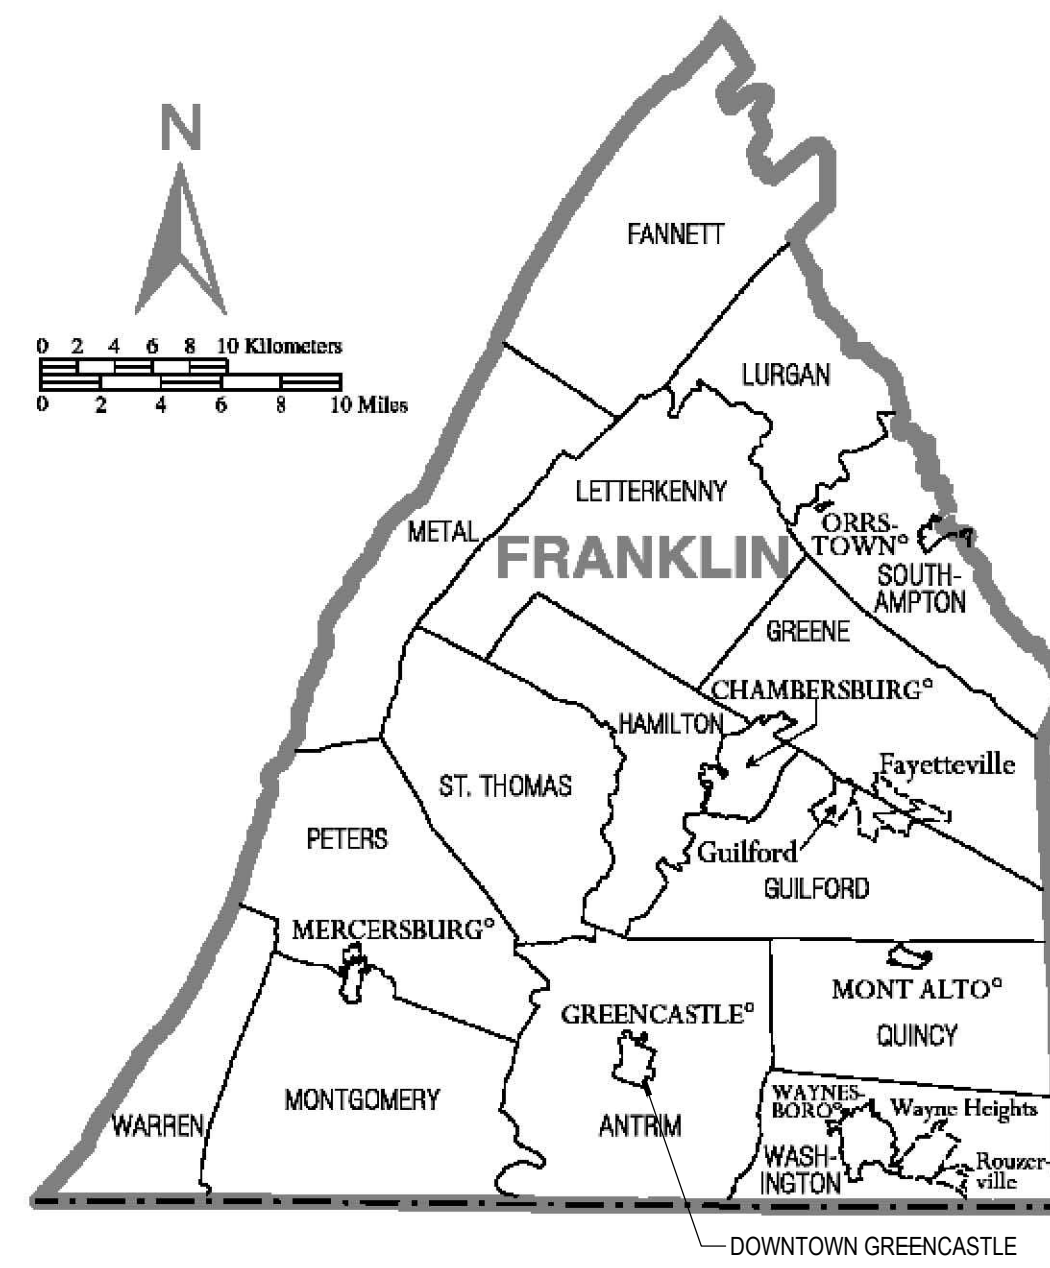 N
FANNETT
0 2 4 6 8 10 Kilometers
0 2 4 6 8 10 Miles
LURGAN
LETTERKENNY
METAL
FRANKLIN
ORRS-
TOWN°
SOUTH-
AMPTON
GREENE
CHAMBERSBURG°
HAMILTON
Fayetteville
ST. THOMAS
PETERS
Guilford
GUILFORD
MERCERSBURG°
MONT ALTO°
GREENCASTLE°
QUINCY
MONTGOMERY
WAYNES-
BORO°
Wayne Heights
WARREN
ANTRIM
WASH-
INGTON
Rouzer-
ville
DOWNTOWN GREENCASTLE